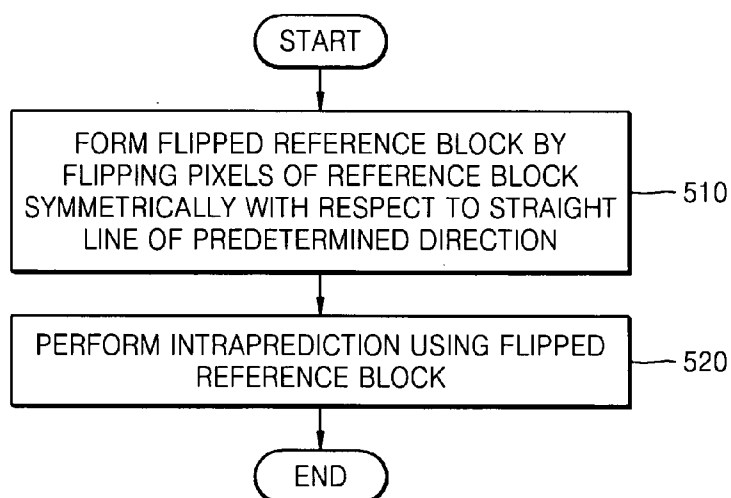 START
FORM FLIPPED REFERENCE BLOCK BY
FLIPPING PIXELS OF REFERENCE BLOCK
SYMMETRICALLY WITH RESPECT TO STRAIGHT
LINE OF PREDETERMINED DIRECTION
510
PERFORM INTRAPREDICTION USING FLIPPED
REFERENCE BLOCK
520
END